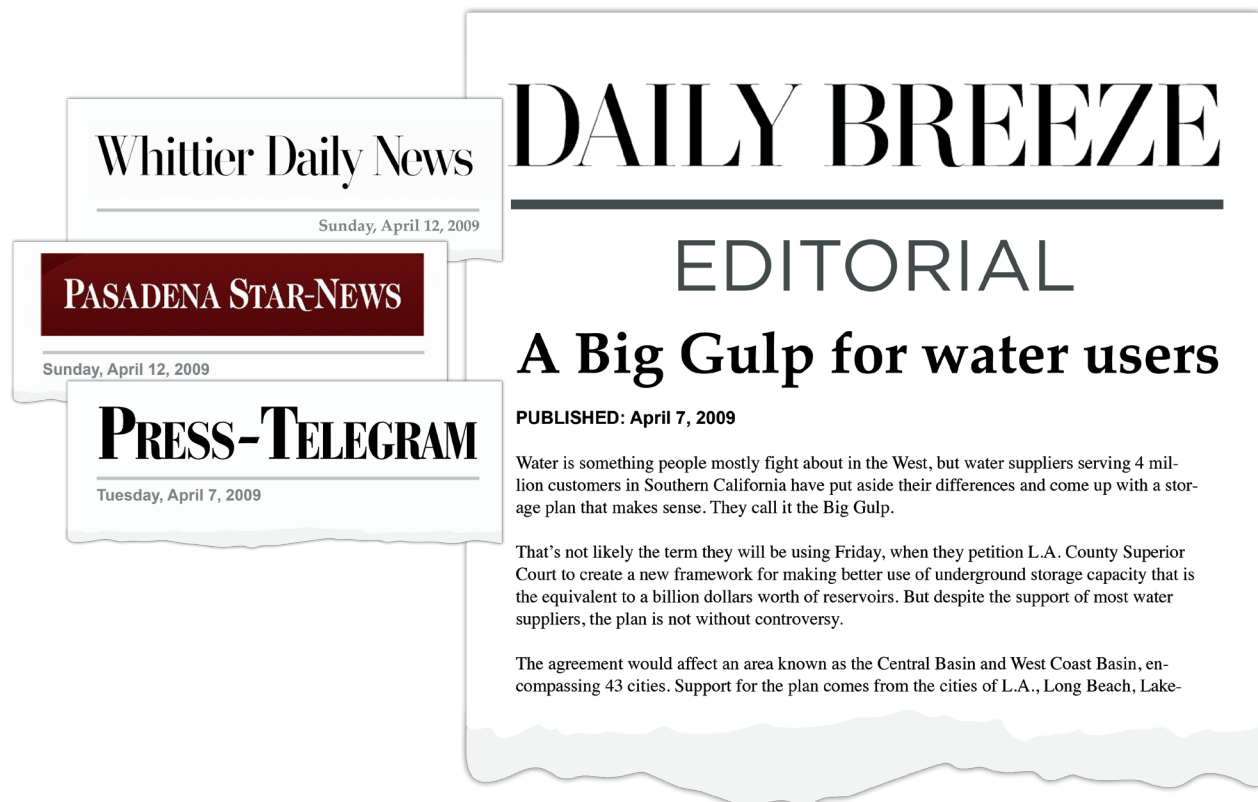 Whittier Daily News
Sunday, April 12, 2009
PASADENA STAR-NEWS
Sunday, April 12, 2009
PRESS-TELEGRAM
Tuesday, April 7, 2009
DAILY BREEZE
EDITORIAL
A Big Gulp for water users
PUBLISHED: April 7, 2009
Water is something people mostly fight about in the West, but water suppliers serving 4 mil-
lion customers in Southern California have put aside their differences and come up with a stor-
age plan that makes sense. They call it the Big Gulp.
That’s not likely the term they will be using Friday, when they petition L.A. County Superior
Court to create a new framework for making better use of underground storage capacity that is
the equivalent to a billion dollars worth of reservoirs. But despite the support of most water
suppliers, the plan is not without controversy.
The agreement would affect an area known as the Central Basin and West Coast Basin, en-
compassing 43 cities. Support for the plan comes from the cities of L.A., Long Beach, Lake-